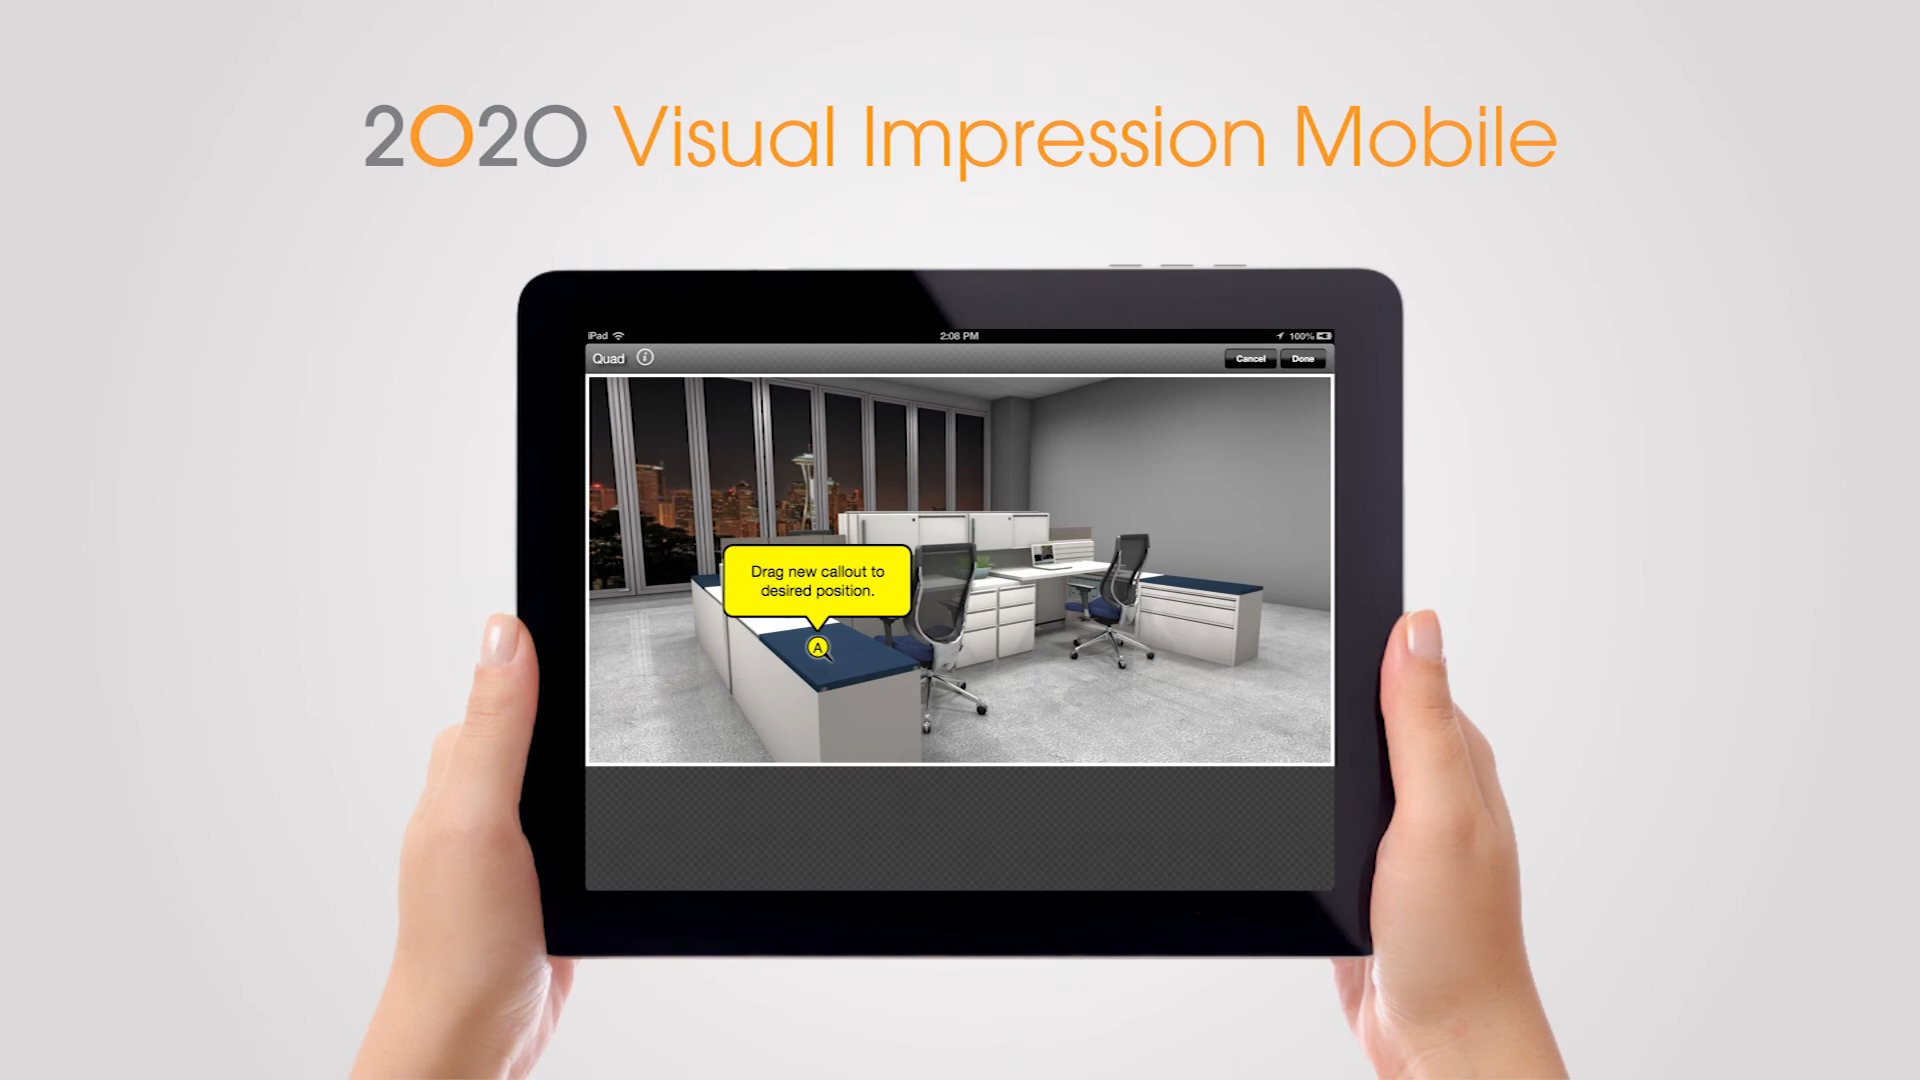 2020 Visual Impression Mobile
iPad
2:08 PM
100%
Quad
Cancel
Done
Drag new callout to
desired position.
A